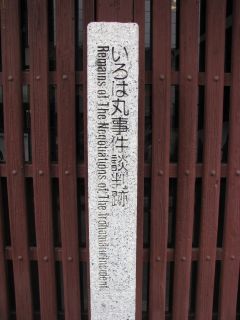 いろは丸事件談判跡
Remains of The Negotiations of The Irohamaru Incident